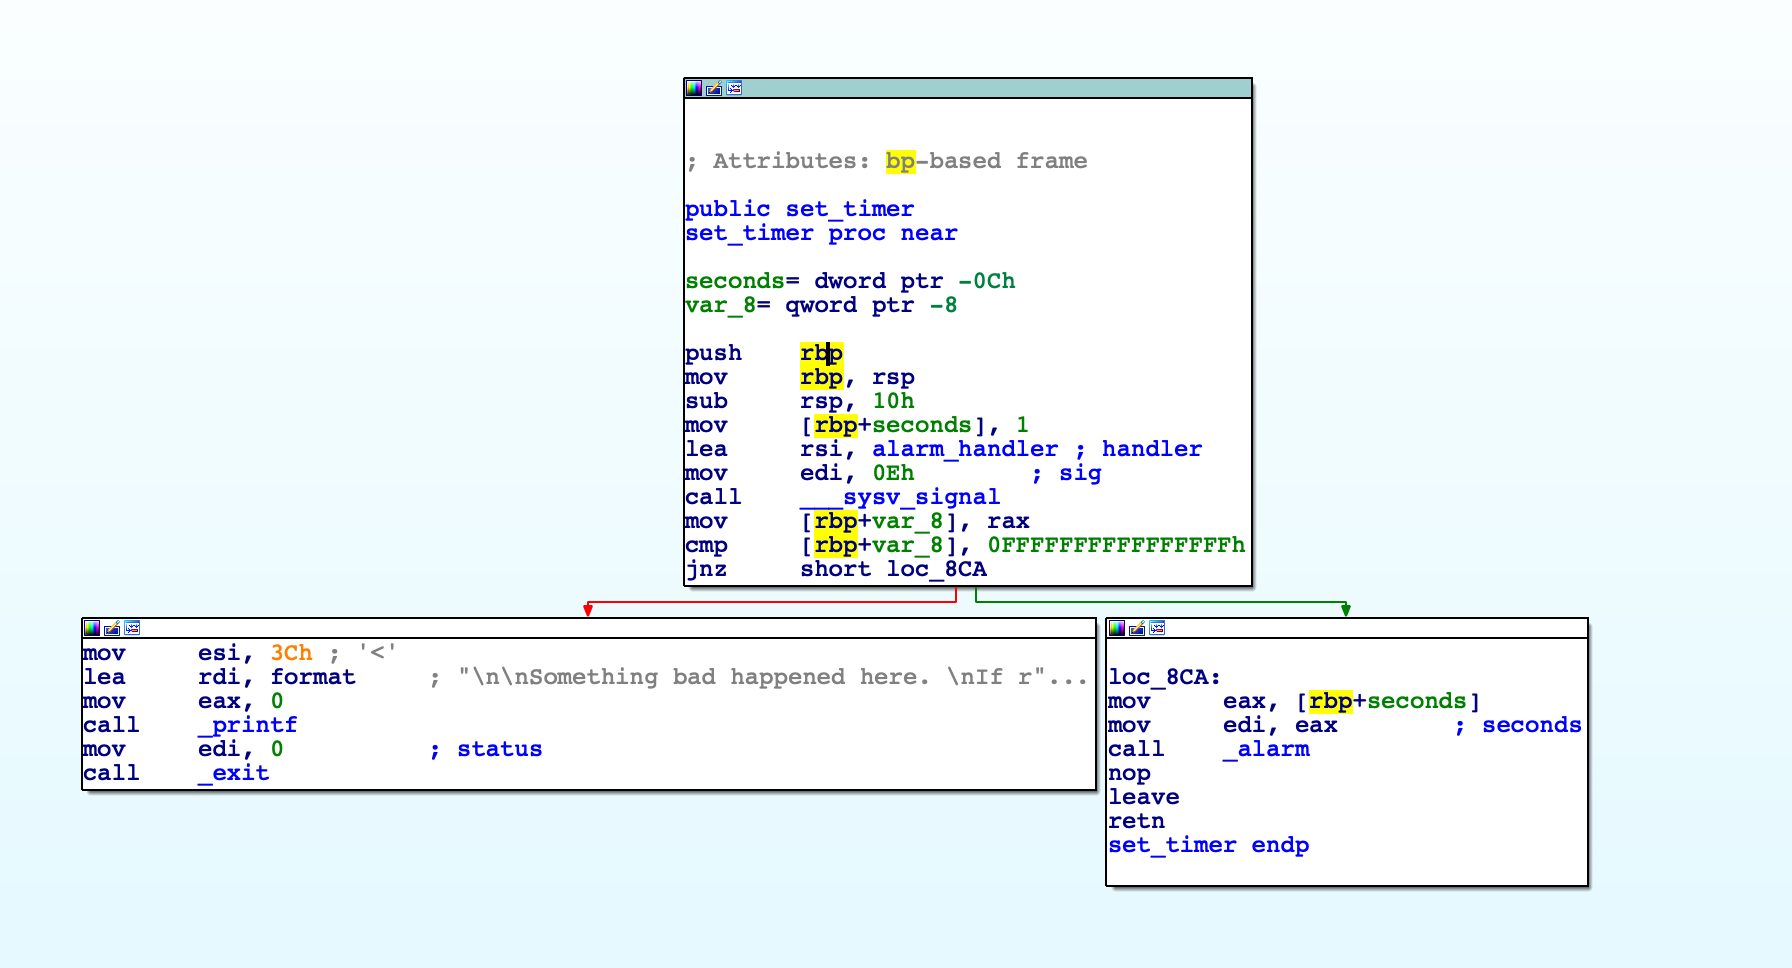 ; Attributes: bp-based frame
public set_timer
set_timer proc near
seconds= dword ptr -0Ch
var_8= qword ptr -8
push rbp
mov rbp, rsp
sub rsp, 10h
mov [rbp+seconds], 1
lea rsi, alarm_handler ; handler
mov edi, 0Eh ; sig
call ___sysv_signal
mov [rbp+var_8], rax
cmp [rbp+var_8], 0FFFFFFFFFFFFFFFFh
jnz short loc_8CA
mov esi, 3Ch ; '<'
lea rdi, format ; "\n\nSomething bad happened here. \nIf r"...
mov eax, 0
call _printf
mov edi, 0 ; status
call _exit
loc_8CA:
mov eax, [rbp+seconds]
mov edi, eax ; seconds
call _alarm
nop
leave
retn
set_timer endp